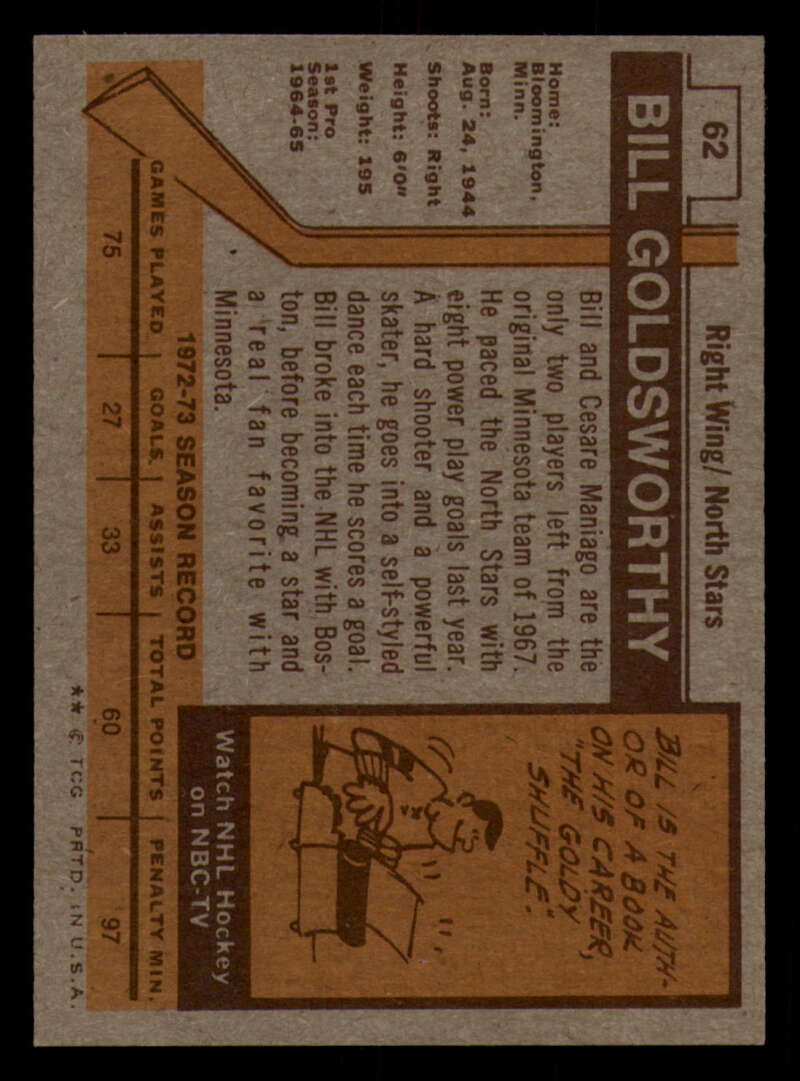 62
Right Wing/ North Stars
BILL GOLDSWORTHY
Home:
Bloomington,
Minn.
Born:
Aug. 24, 1944
Shoots: Right
Height: 6'0"
Weight: 195
1st Pro
Season:
1964-65
Bill and Cesare Maniago are the
only two players left from the
original Minnesota team of 1967.
He paced the North Stars with
eight power play goals last year.
A hard shooter and a powerful
skater, he goes into a self-styled
dance each time he scores a goal.
Bill broke into the NHL with Bos-
ton, before becoming a star and
a real fan favorite with
Minnesota.
BILL IS THE AUTH-
OR OF A BOOK
ON HIS CAREER,
"THE GOLDY
SHUFFLE".
Watch NHL Hockey
on NBC-TV
1972-73 SEASON RECORD
GAMES PLAYED GOALS ASSISTS TOTAL POINTS PENALTY MIN.
75 27 33 60 97
** © TCG PRTD. IN U.S.A.